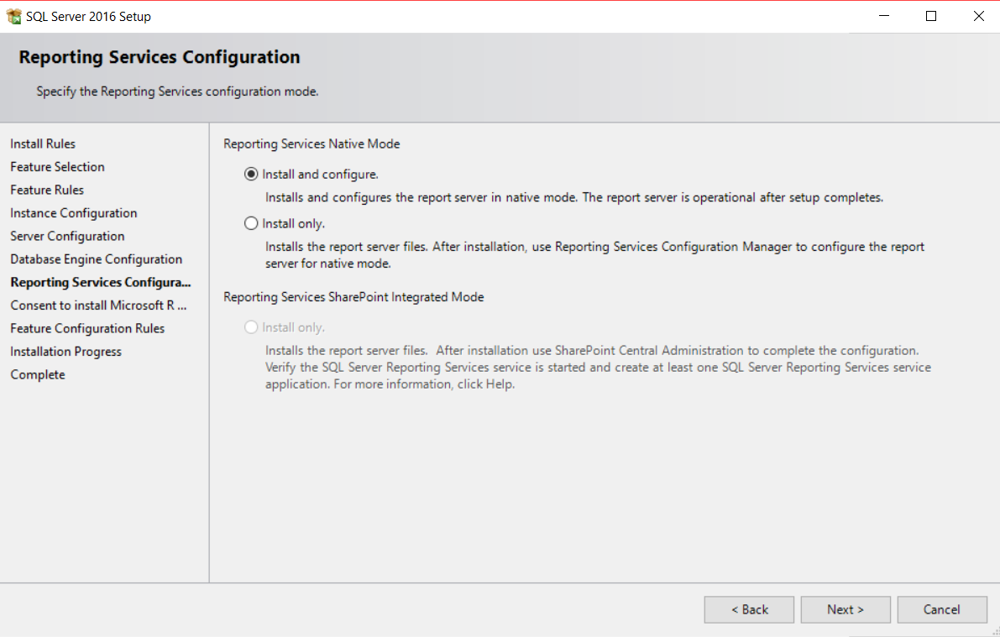 SQL Server 2016 Setup
Reporting Services Configuration
Specify the Reporting Services configuration mode.
Install Rules
Feature Selection
Feature Rules
Instance Configuration
Server Configuration
Database Engine Configuration
Reporting Services Configura...
Consent to install Microsoft R ...
Feature Configuration Rules
Installation Progress
Complete
Reporting Services Native Mode
Install and configure.
Installs and configures the report server in native mode. The report server is operational after setup completes.
Install only.
Installs the report server files. After installation, use Reporting Services Configuration Manager to configure the report
server for native mode.
Reporting Services SharePoint Integrated Mode
Install only.
Installs the report server files.  After installation use SharePoint Central Administration to complete the configuration.
Verify the SQL Server Reporting Services service is started and create at least one SQL Server Reporting Services service
application. For more information, click Help.
< Back
Next >
Cancel